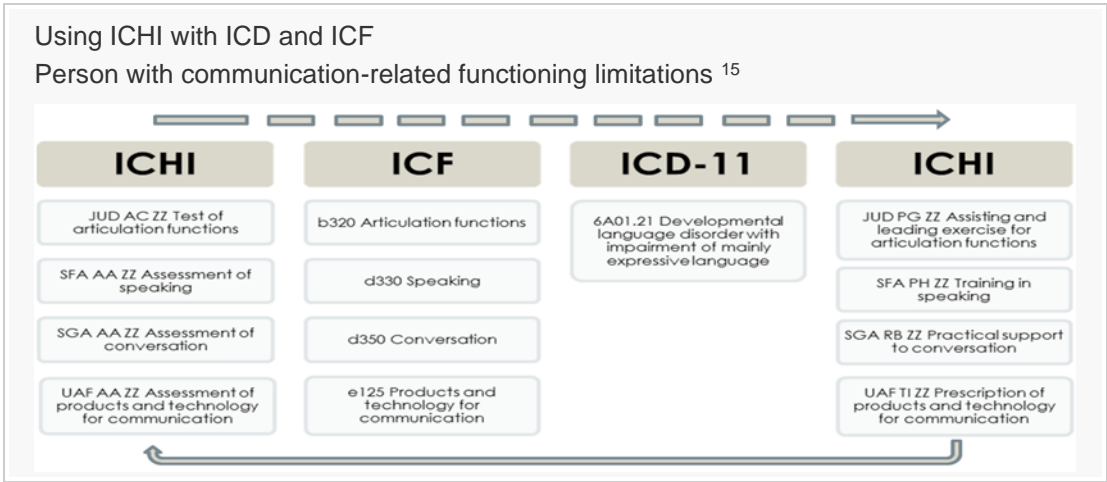 Using ICHI with ICD and ICF
Person with communication-related functioning limitations 15
ICHI
JUD AC ZZ Test of
articulation functions
SFA AA ZZ Assessment of
speaking
SGA AA ZZ Assessment of
conversation
UAF AA ZZ Assessment of
products and technology
for communication
ICF
b320 Articulation functions
d330 Speaking
d350 Conversation
e125 Products and
technology for
communication
ICD-11
6A01.21 Developmental
language disorder with
impairment of mainly
expressive language
ICHI
JUD PG ZZ Assisting and
leading exercise for
articulation functions
SFA PH ZZ Training in
speaking
SGA RB ZZ Practical support
to conversation
UAF TI ZZ Prescription of
products and technology
for communication